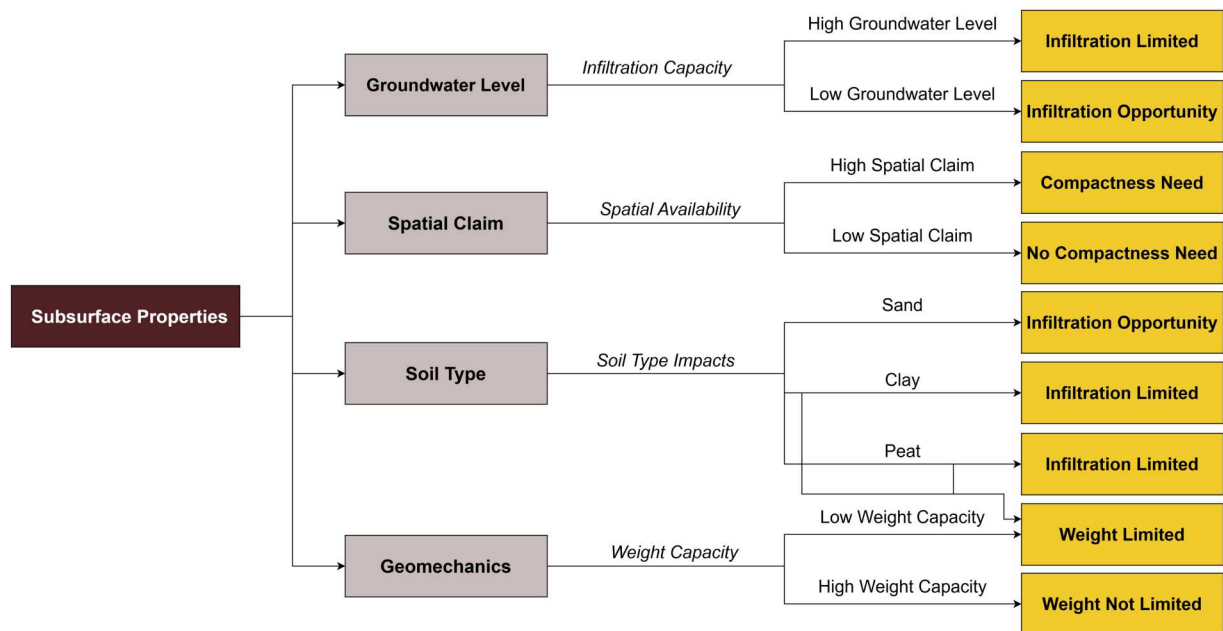 High Groundwater Level
Infiltration Limited
Groundwater Level
Infiltration Capacity
Low Groundwater Level
Infiltration Opportunity
High Spatial Claim
Compactness Need
Spatial Claim
Spatial Availability
Low Spatial Claim
No Compactness Need
Subsurface Properties
Sand
Infiltration Opportunity
Soil Type
Soil Type Impacts
Clay
Infiltration Limited
Peat
Infiltration Limited
Low Weight Capacity
Weight Limited
Geomechanics
Weight Capacity
High Weight Capacity
Weight Not Limited